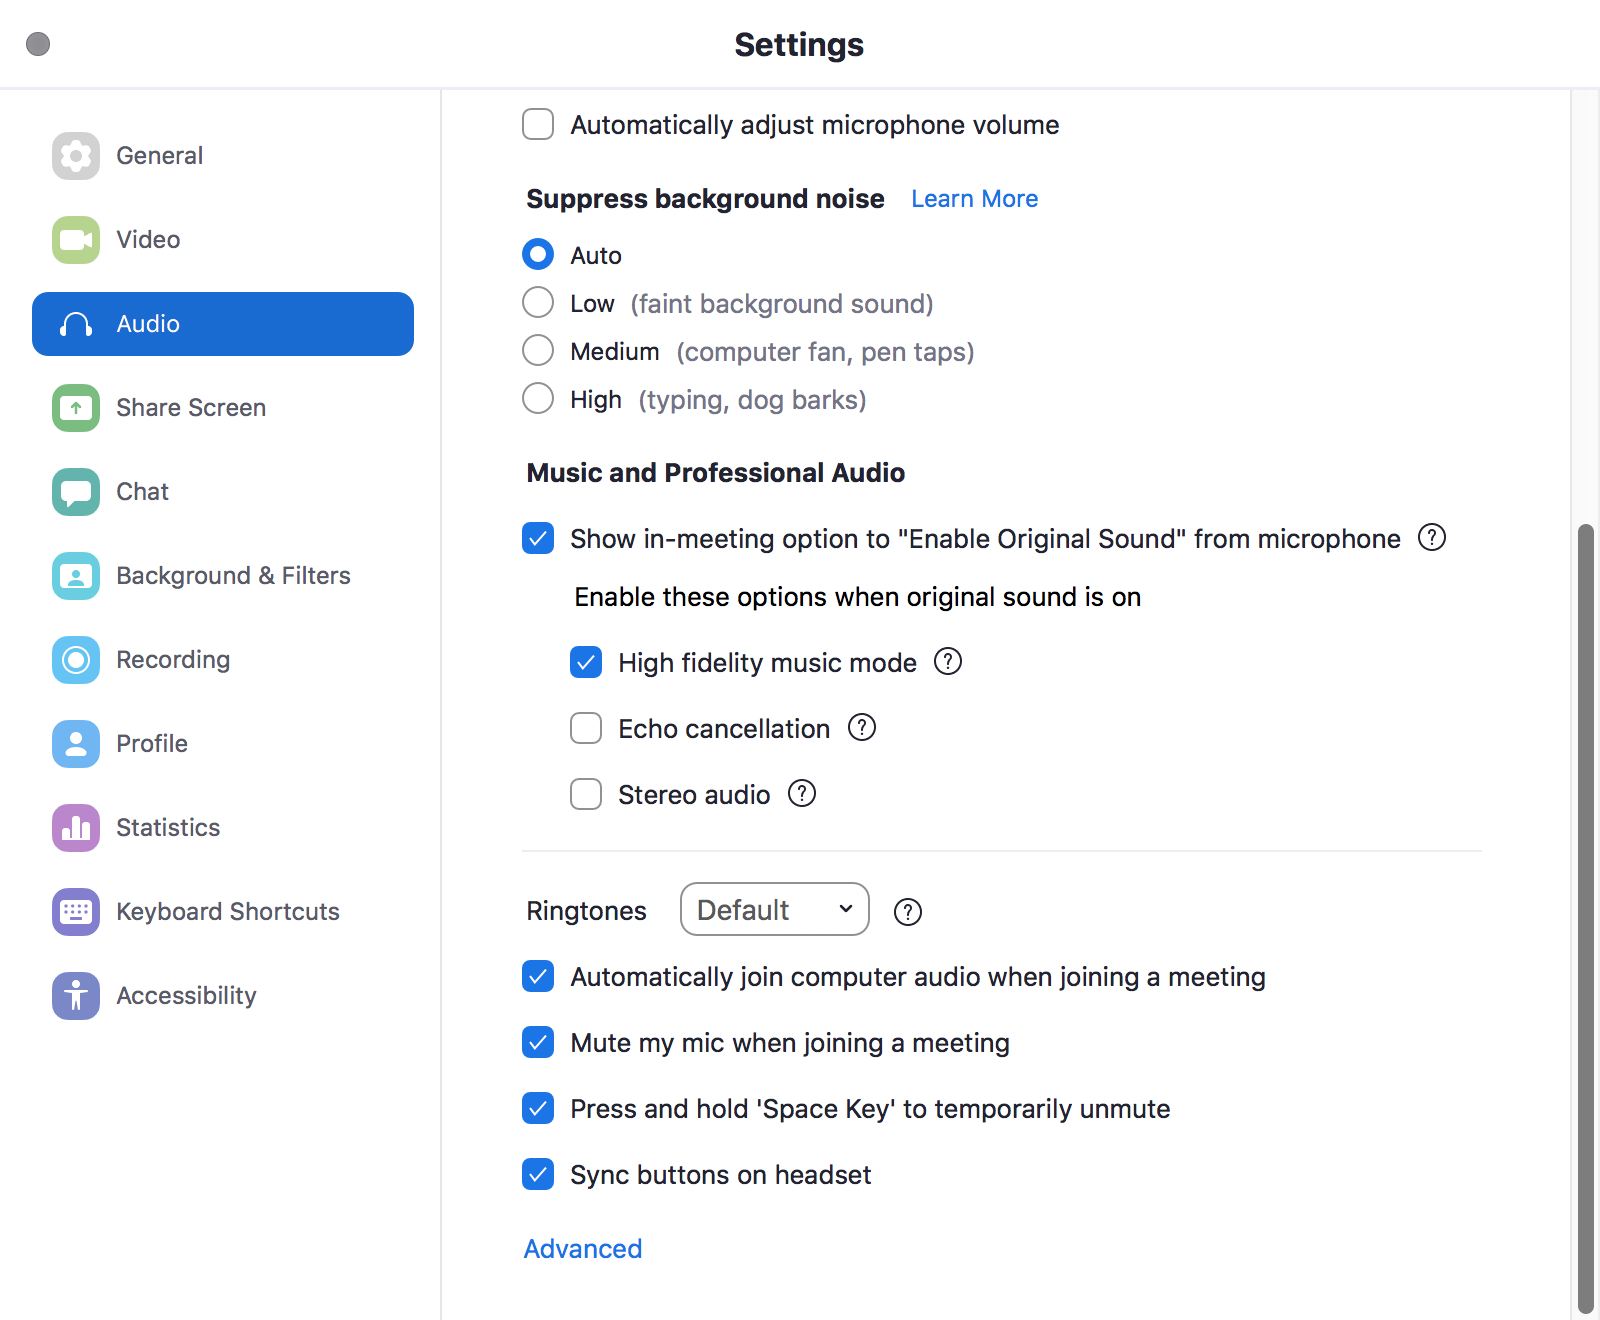 Settings
General
Video
Audio
Share Screen
Chat
Background & Filters
Recording
Profile
Statistics
Keyboard Shortcuts
Accessibility
Automatically adjust microphone volume
Suppress background noise Learn More
Auto
Low (faint background sound)
Medium (computer fan, pen taps)
High (typing, dog barks)
Music and Professional Audio
Show in-meeting option to "Enable Original Sound" from microphone ?
Enable these options when original sound is on
High fidelity music mode ?
Echo cancellation ?
Stereo audio ?
Ringtones Default ?
Automatically join computer audio when joining a meeting
Mute my mic when joining a meeting
Press and hold 'Space Key' to temporarily unmute
Sync buttons on headset
Advanced